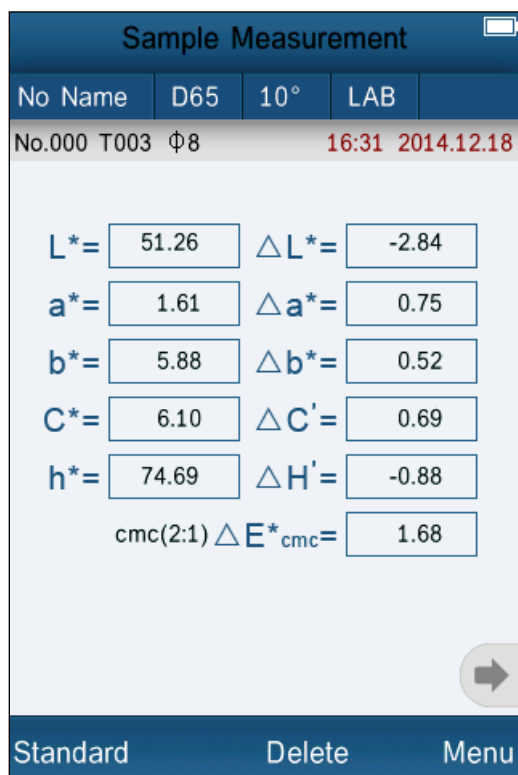 Sample Measurement
No Name D65 10° LAB
No.000 T003 Φ8 16:31 2014.12.18
L*= 51.26 △L*= -2.84
a*= 1.61 △a*= 0.75
b*= 5.88 △b*= 0.52
C*= 6.10 △C'= 0.69
h*= 74.69 △H'= -0.88
cmc(2:1)△E*cmc= 1.68
Standard Delete Menu